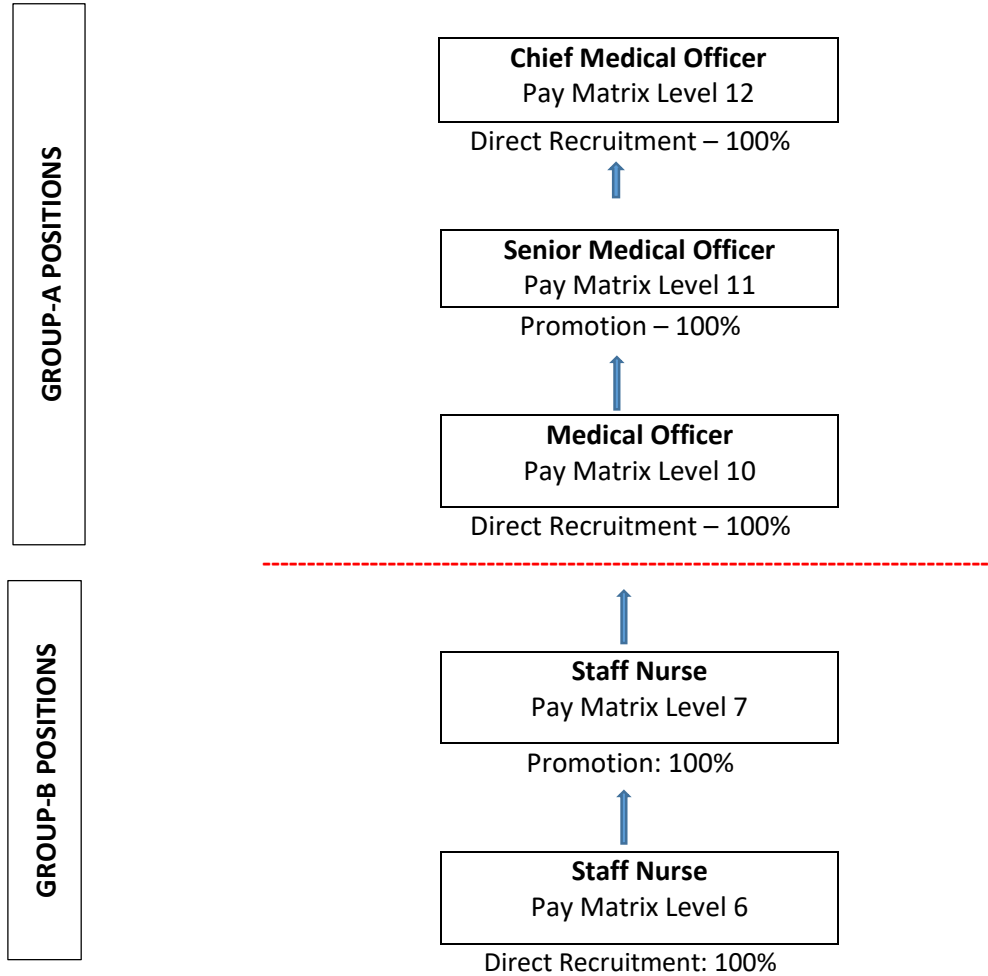 GROUP-A POSITIONS
Chief Medical Officer
Pay Matrix Level 12
Direct Recruitment – 100%
Senior Medical Officer
Pay Matrix Level 11
Promotion – 100%
Medical Officer
Pay Matrix Level 10
Direct Recruitment – 100%
GROUP-B POSITIONS
Staff Nurse
Pay Matrix Level 7
Promotion: 100%
Staff Nurse
Pay Matrix Level 6
Direct Recruitment: 100%